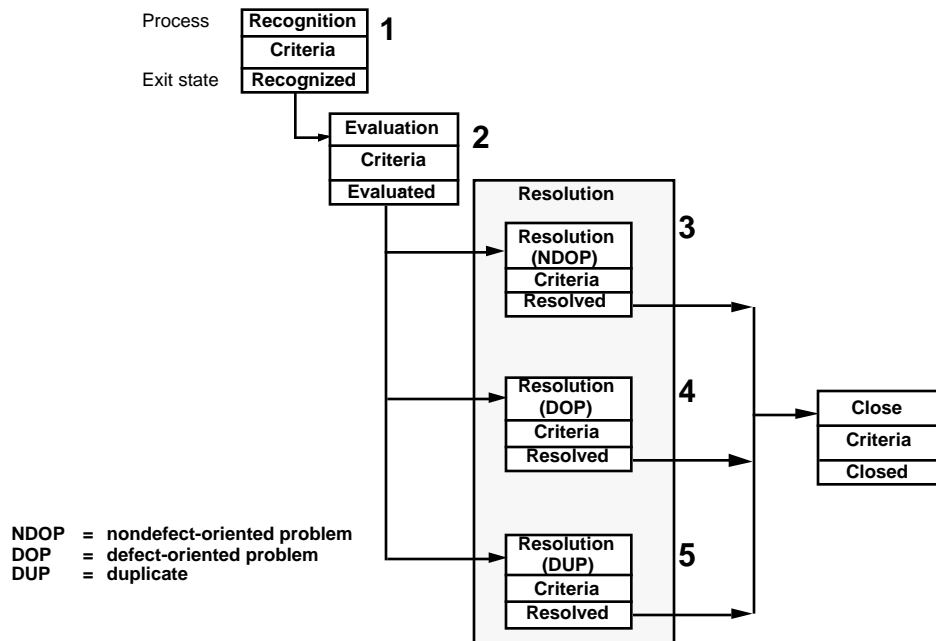 Process
Recognition
1
Criteria
Exit state
Recognized
Evaluation
2
Criteria
Evaluated
Resolution
3
Resolution
(NDOP)
Criteria
Resolved
4
Resolution
(DOP)
Criteria
Resolved
Close
Criteria
Closed
5
Resolution
(DUP)
Criteria
Resolved
NDOP = nondefect-oriented problem
DOP = defect-oriented problem
DUP = duplicate